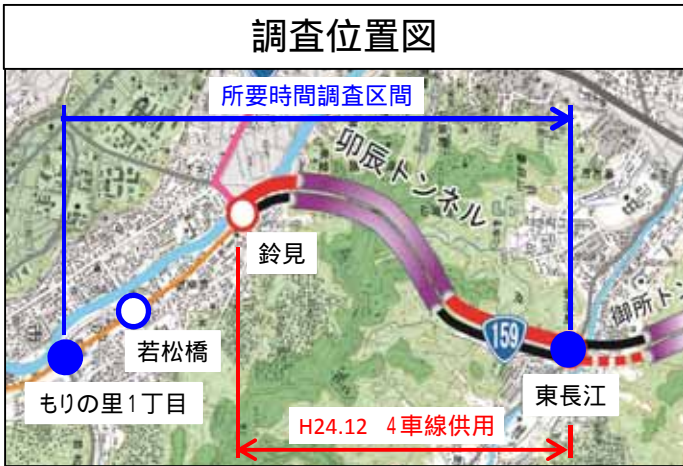 調査位置図
所要時間調査区間
卯辰トンネル
鈴見
若松橋
159
御所ト
もりの里1丁目
東長江
H24.12 4車線供用